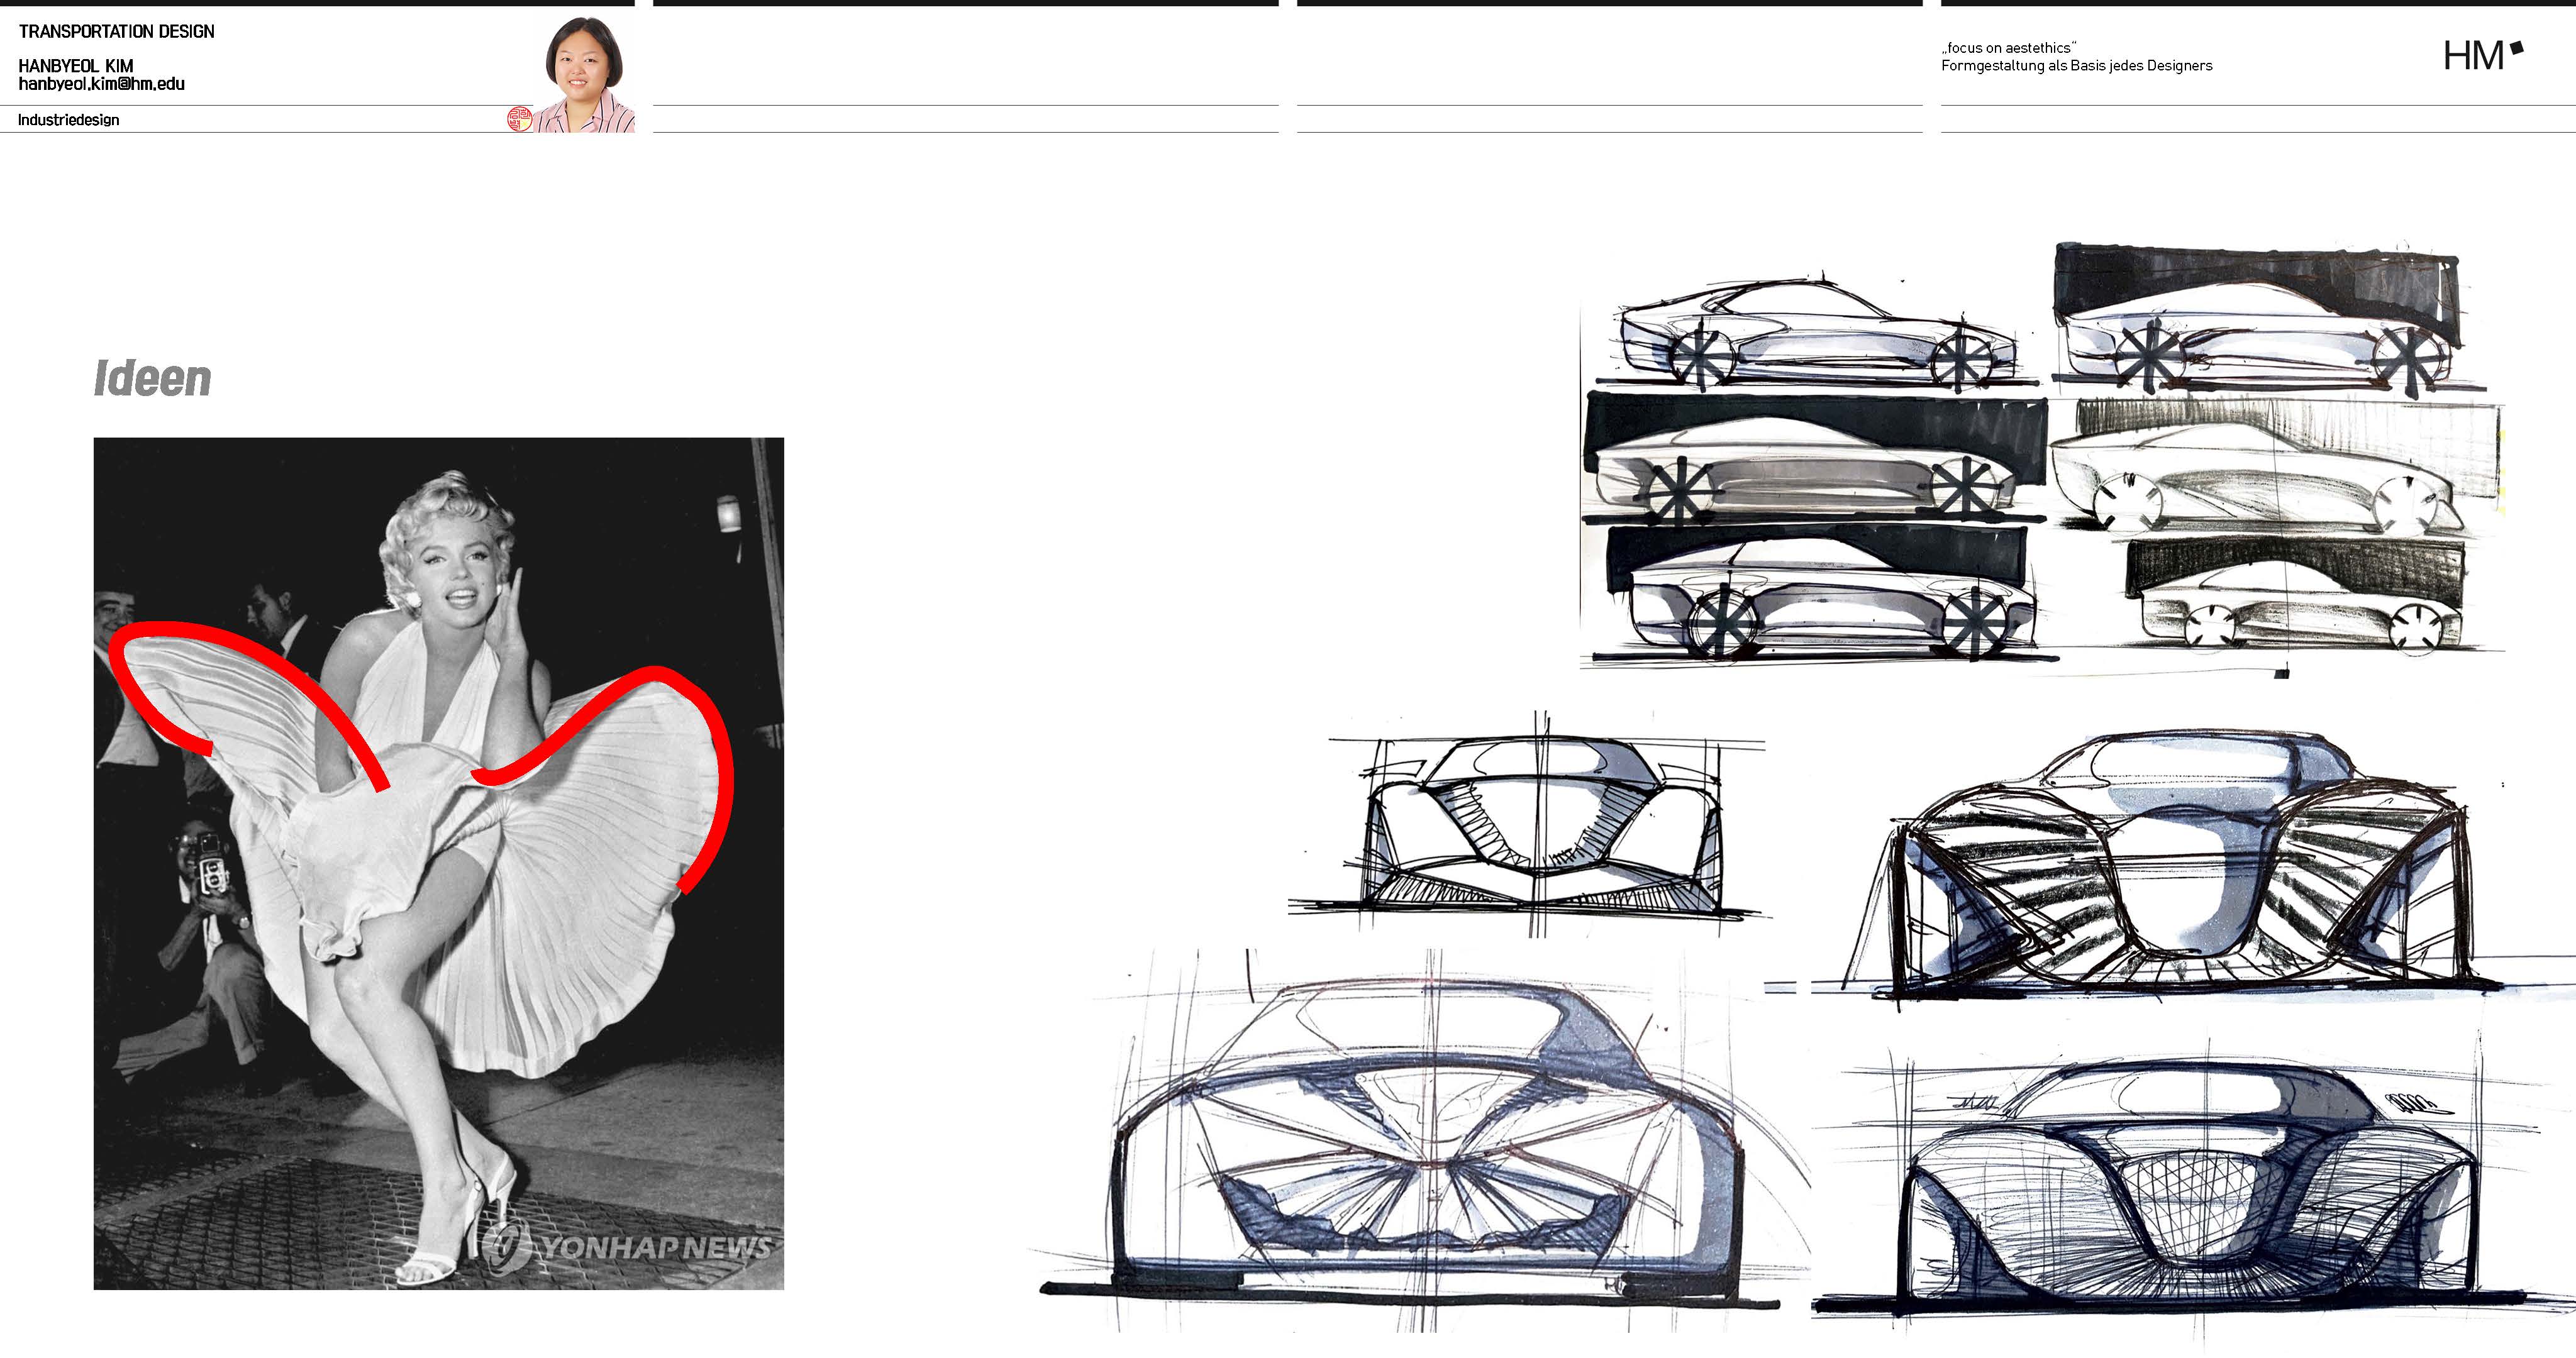 TRANSPORTATION DESIGN
HANBYEOL KIM
hanbyeol.kim@hm.edu
Industriedesign
„focus on aestethics“
Formgestaltung als Basis jedes Designers
HM
Ideen
YONHAP NEWS